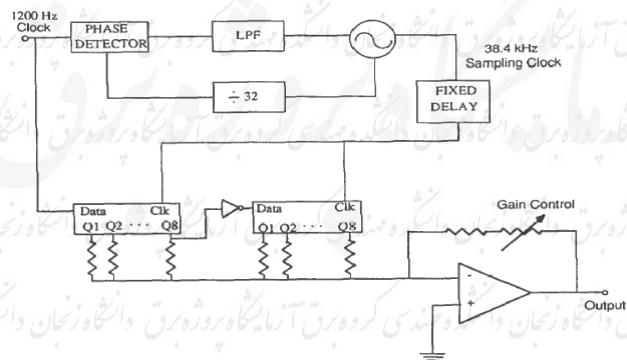 1200 Hz
Clock
PHASE
DETECTOR
LPF
÷ 32
38.4 kHz
Sampling Clock
FIXED
DELAY
Data Clk
Q1 Q2 ··· Q8
Data Clk
Q1 Q2 ··· Q8
Gain Control
-
+
Output